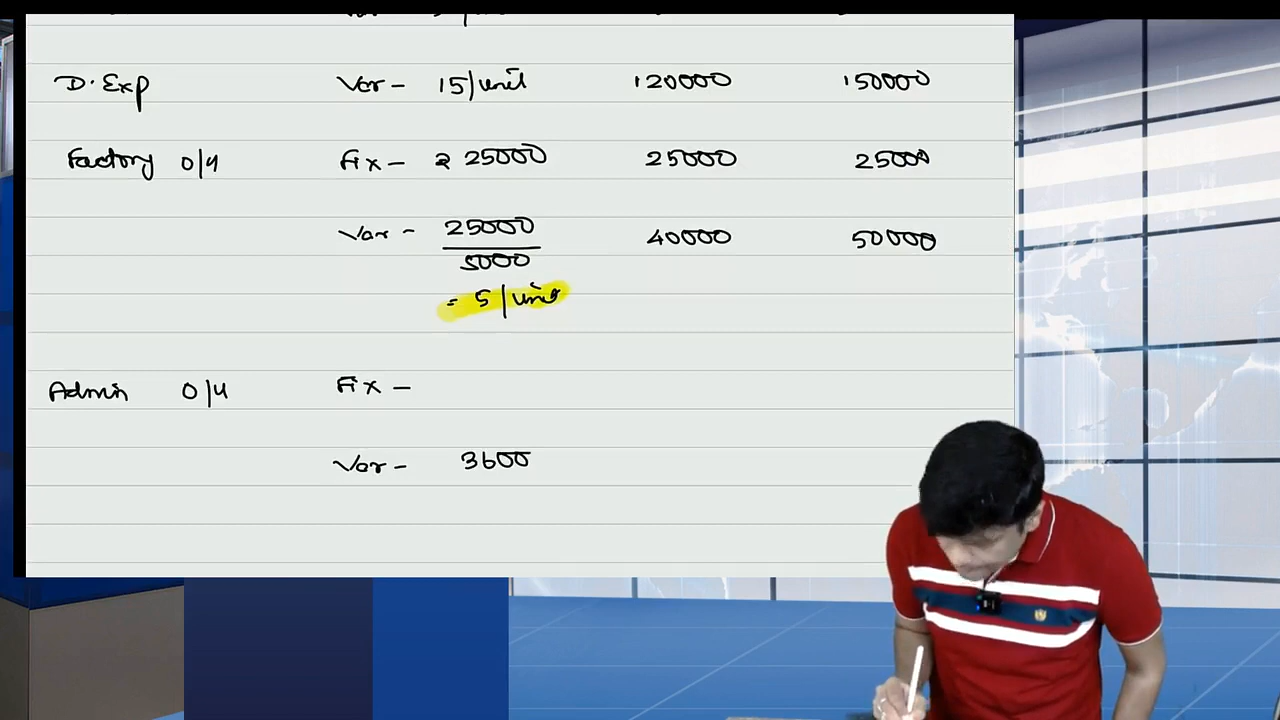 D. Exp Var - 15/unit 120000 150000
Factory O/H Fix - 25000 25000 25000
Var - 25000 40000 50000
5000
= 5/unit
Admin O/H Fix -
Var - 3600